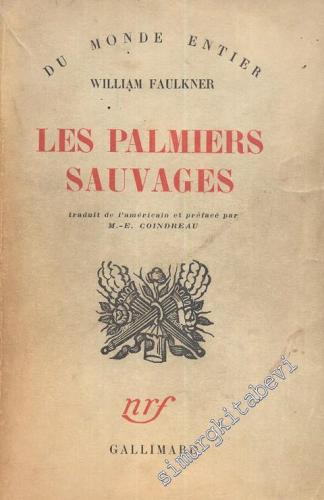 DU MONDE ENTIER
WILLIAM FAULKNER
LES PALMIERS
SAUVAGES
traduit de l'américain et préfacé par
M.-E. COINDREAU
nrf
GALLIMARD
simurgkitabevi